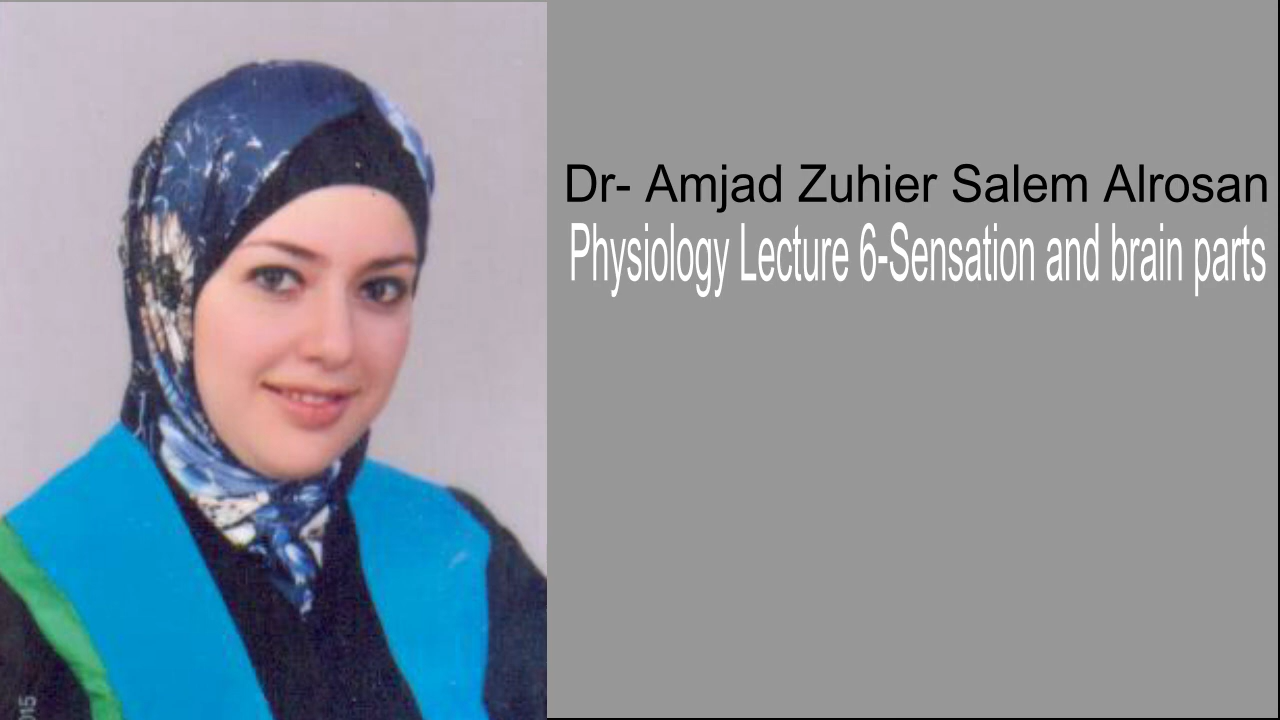 Dr- Amjad Zuhier Salem Alrosan
Physiology Lecture 6-Sensation and brain parts